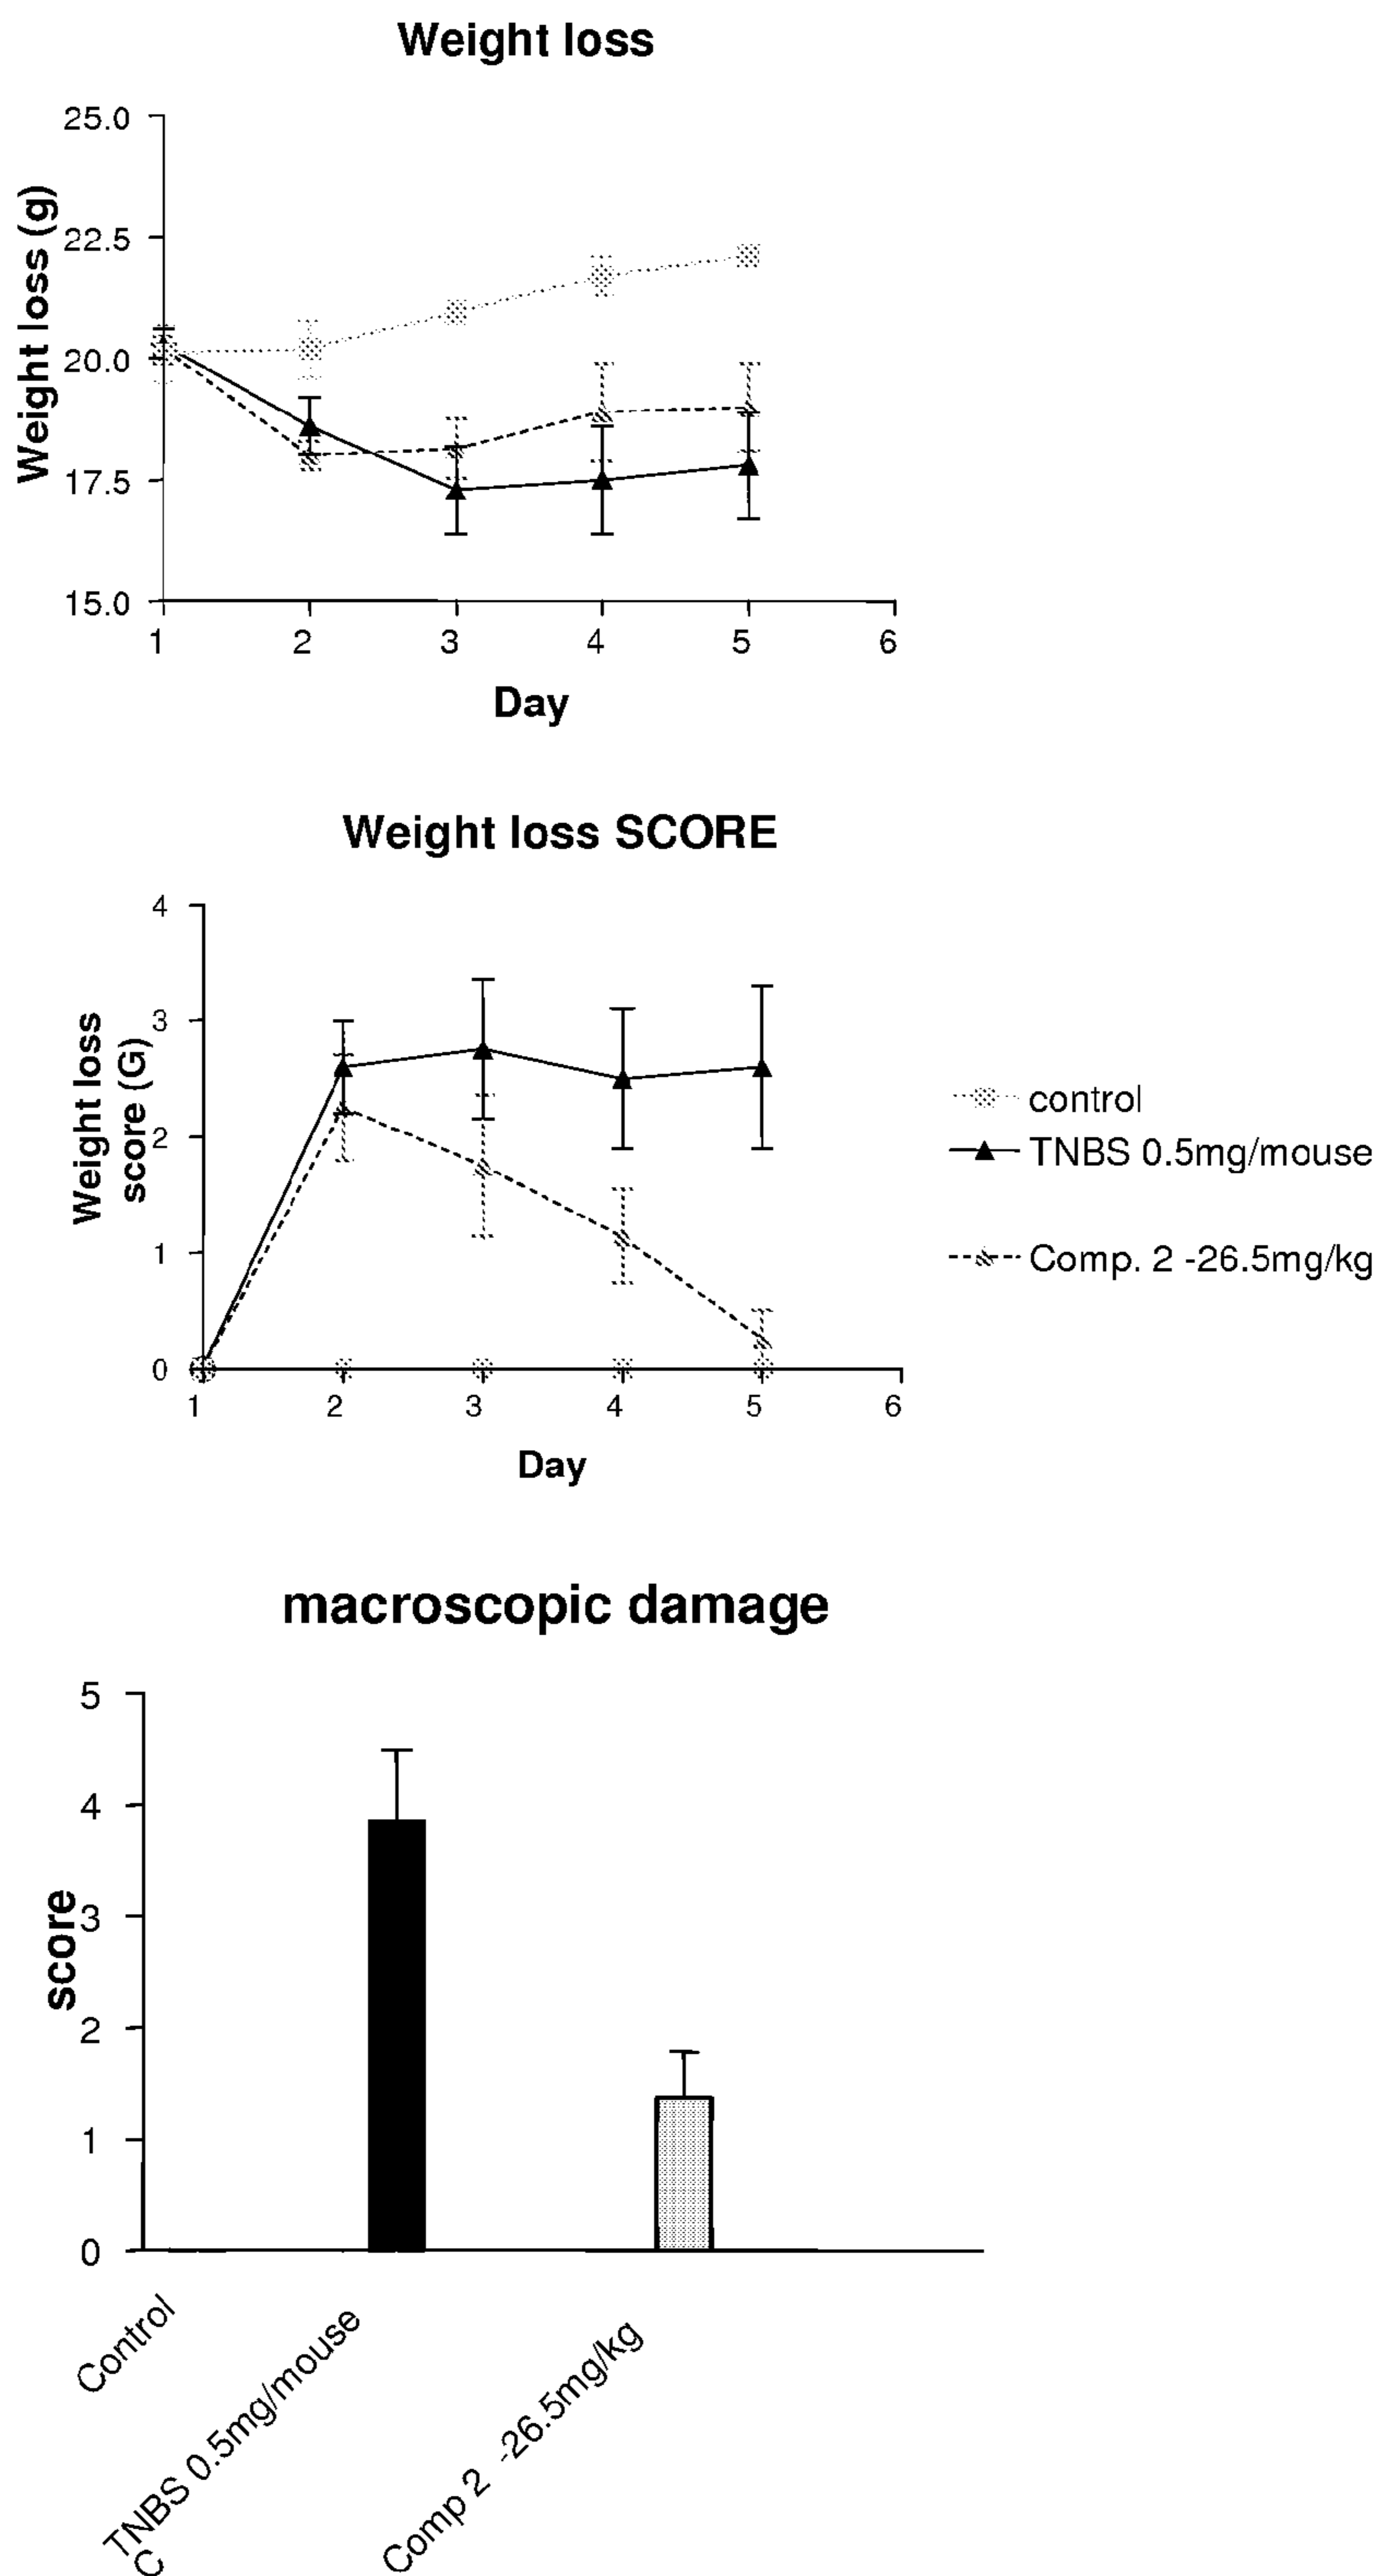 Weight loss
25.0
22.5
20.0
17.5
15.0
Weight loss (g)
1 2 3 4 5 6
Day
Weight loss SCORE
4
3
2
1
0
Weight loss
score (G)
1 2 3 4 5 6
Day
control
TNBS 0.5mg/mouse
Comp. 2 -26.5mg/kg
macroscopic damage
5
4
3
2
1
0
score
Control
TNBS 0.5mg/mouse
C
Comp 2 -26.5mg/kg